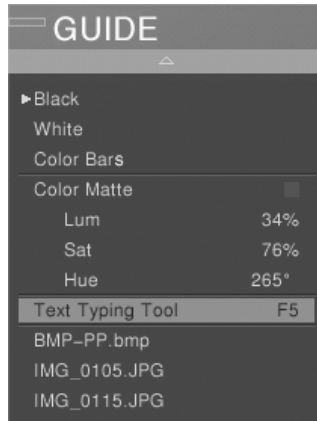 GUIDE
Black
White
Color Bars
Color Matte
Lum 34%
Sat 76%
Hue 265°
Text Typing Tool F5
BMP-PP.bmp
IMG_0105.JPG
IMG_0115.JPG